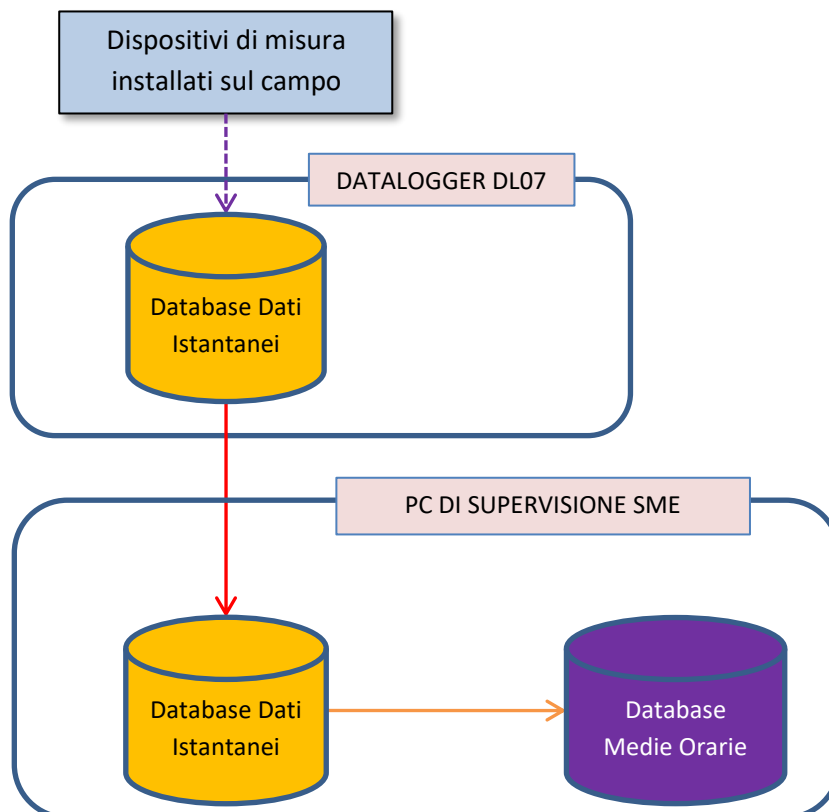 Dispositivi di misura
installati sul campo
DATALOGGER DL07
Database Dati
Istantanei
PC DI SUPERVISIONE SME
Database Dati
Istantanei
Database
Medie Orarie